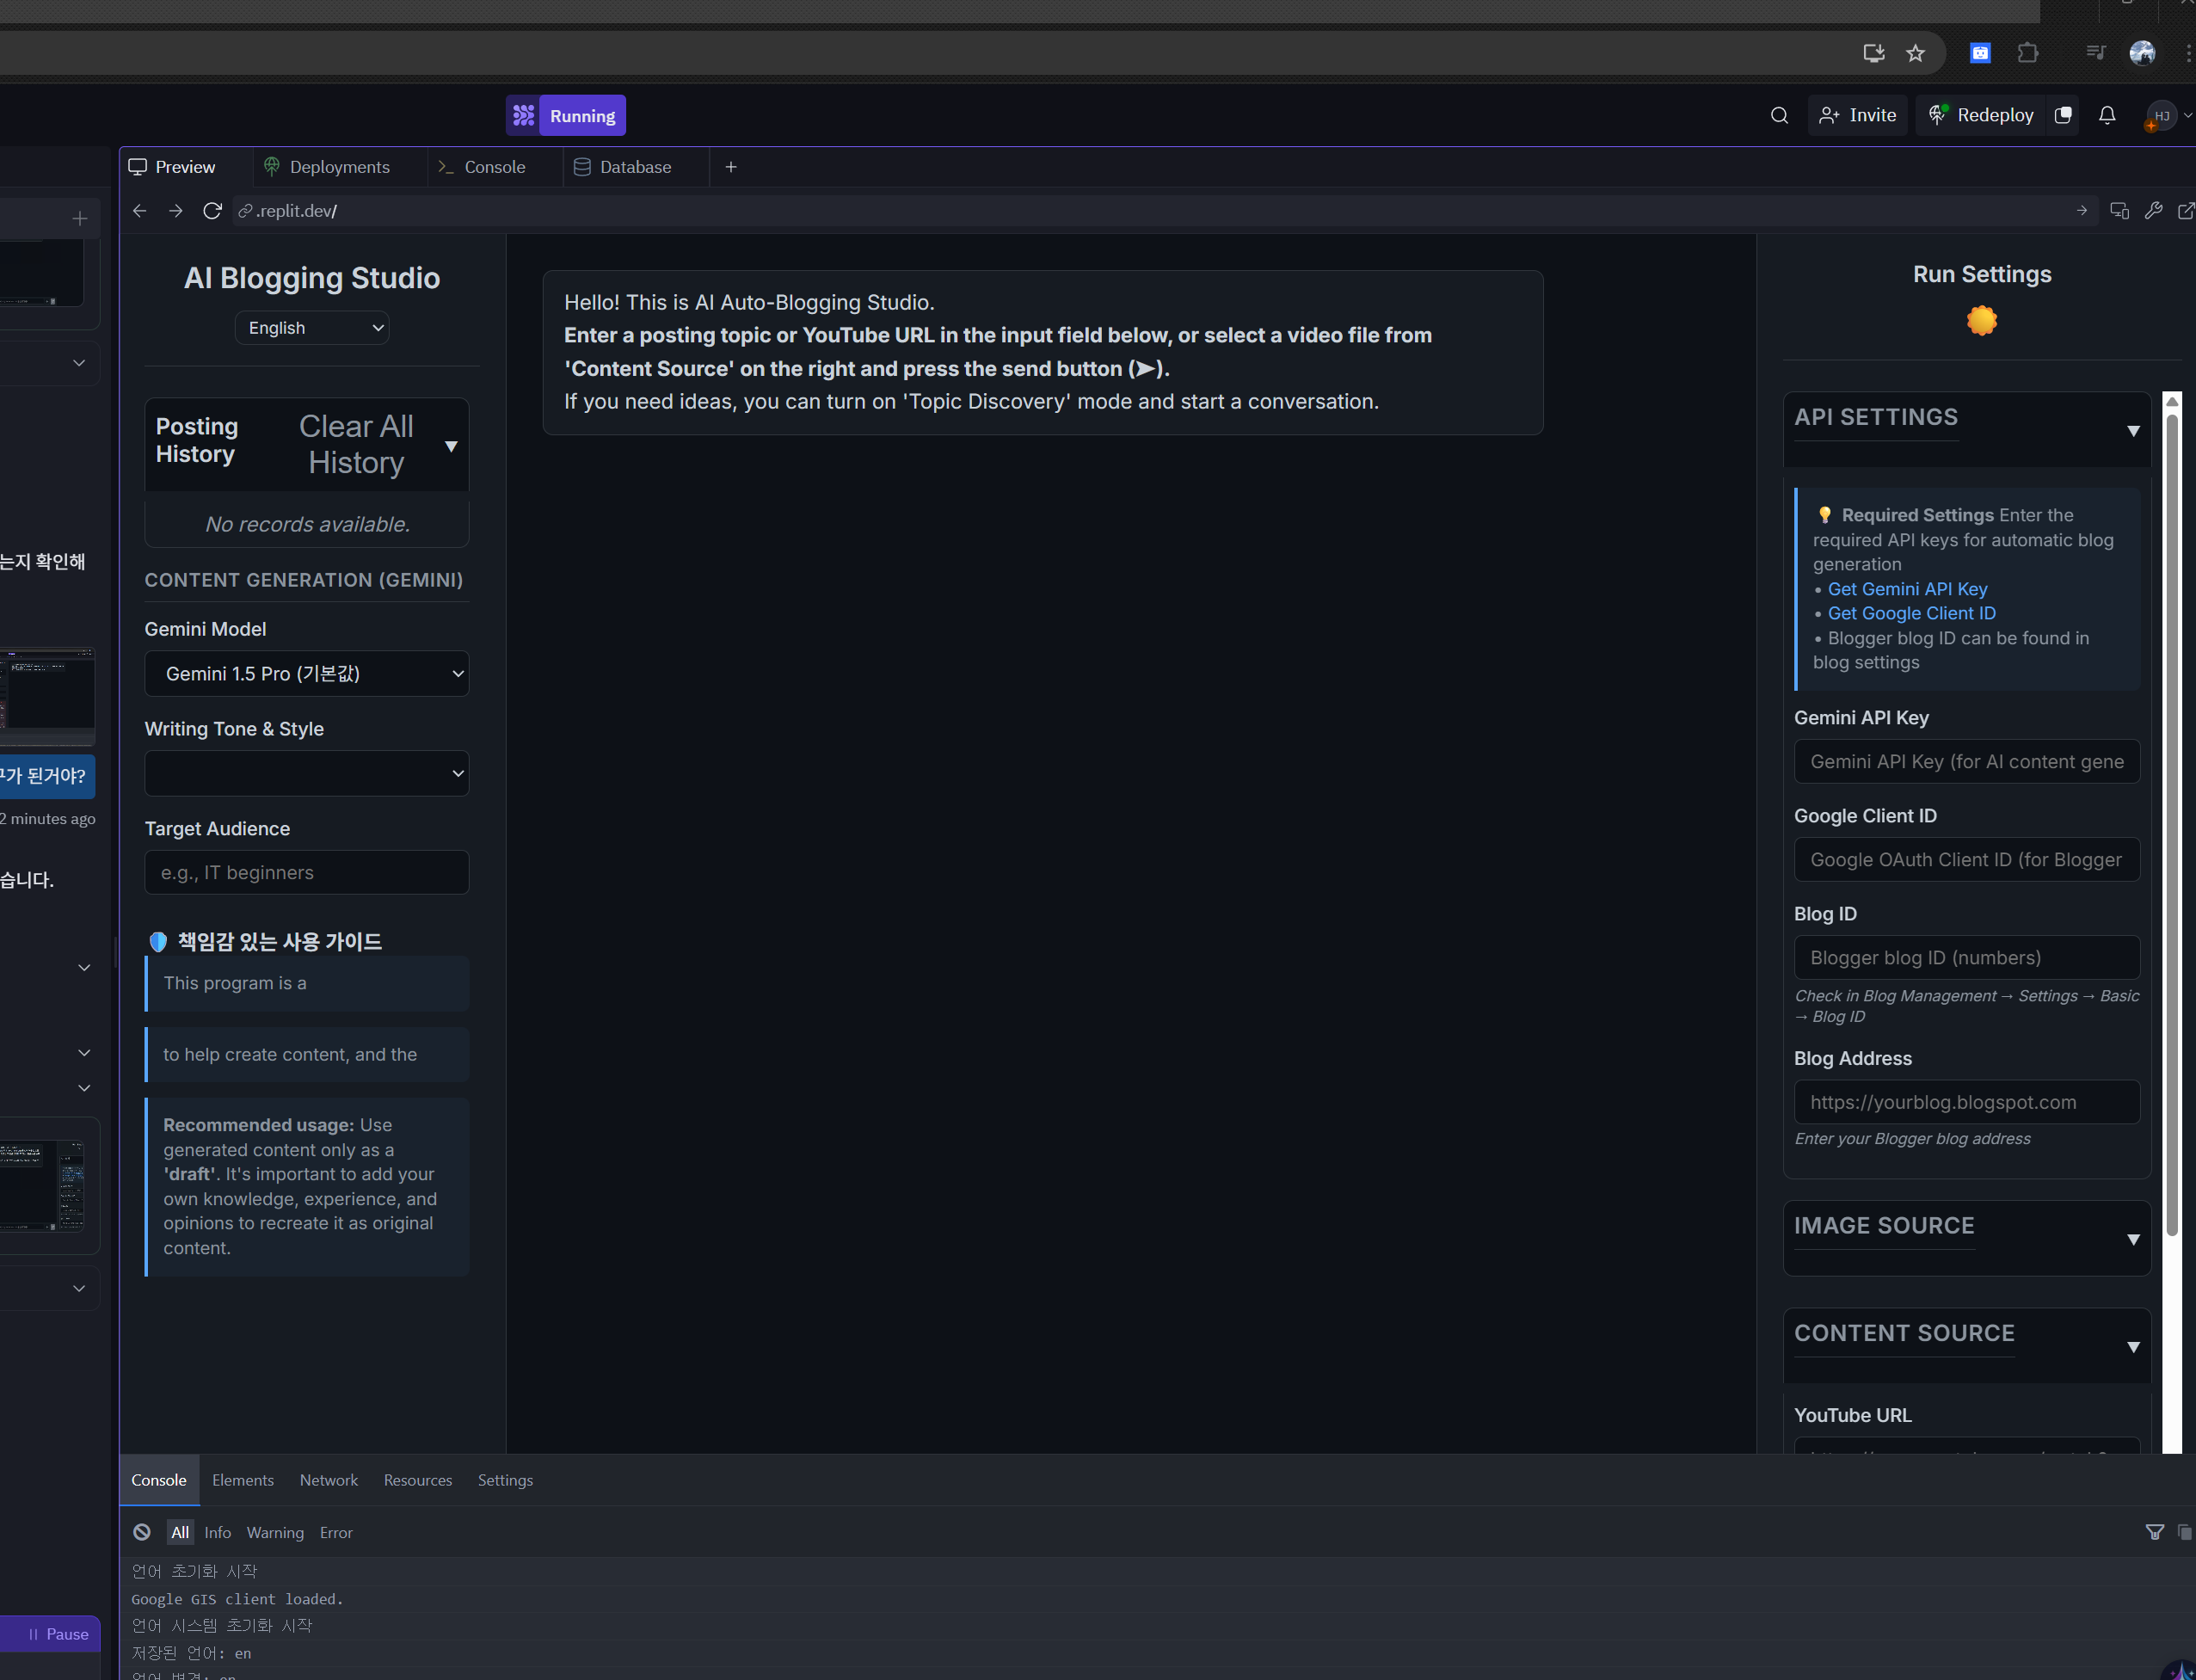 Running
Invite
Redeploy
HJ
Preview
Deployments
Console
Database
.replit.dev/
는지 확인해
가 된거야?
2 minutes ago
습니다.
Pause
AI Blogging Studio
English
Posting
History
Clear All
History
▼
No records available.
CONTENT GENERATION (GEMINI)
Gemini Model
Gemini 1.5 Pro (기본값)
Writing Tone & Style
Target Audience
e.g., IT beginners
책임감 있는 사용 가이드
This program is a
to help create content, and the
Recommended usage: Use
generated content only as a
'draft'. It's important to add your
own knowledge, experience, and
opinions to recreate it as original
content.
Hello! This is AI Auto-Blogging Studio.
Enter a posting topic or YouTube URL in the input field below, or select a video file from
'Content Source' on the right and press the send button (➤).
If you need ideas, you can turn on 'Topic Discovery' mode and start a conversation.
Run Settings
API SETTINGS
▼
💡 Required Settings Enter the
required API keys for automatic blog
generation
• Get Gemini API Key
• Get Google Client ID
• Blogger blog ID can be found in
blog settings
Gemini API Key
Gemini API Key (for AI content gene
Google Client ID
Google OAuth Client ID (for Blogger
Blog ID
Blogger blog ID (numbers)
Check in Blog Management → Settings → Basic
→ Blog ID
Blog Address
https://yourblog.blogspot.com
Enter your Blogger blog address
IMAGE SOURCE
▼
CONTENT SOURCE
▼
YouTube URL
Console
Elements
Network
Resources
Settings
All
Info
Warning
Error
언어 초기화 시작
Google GIS client loaded.
언어 시스템 초기화 시작
저장된 언어: en
언어 변경: en